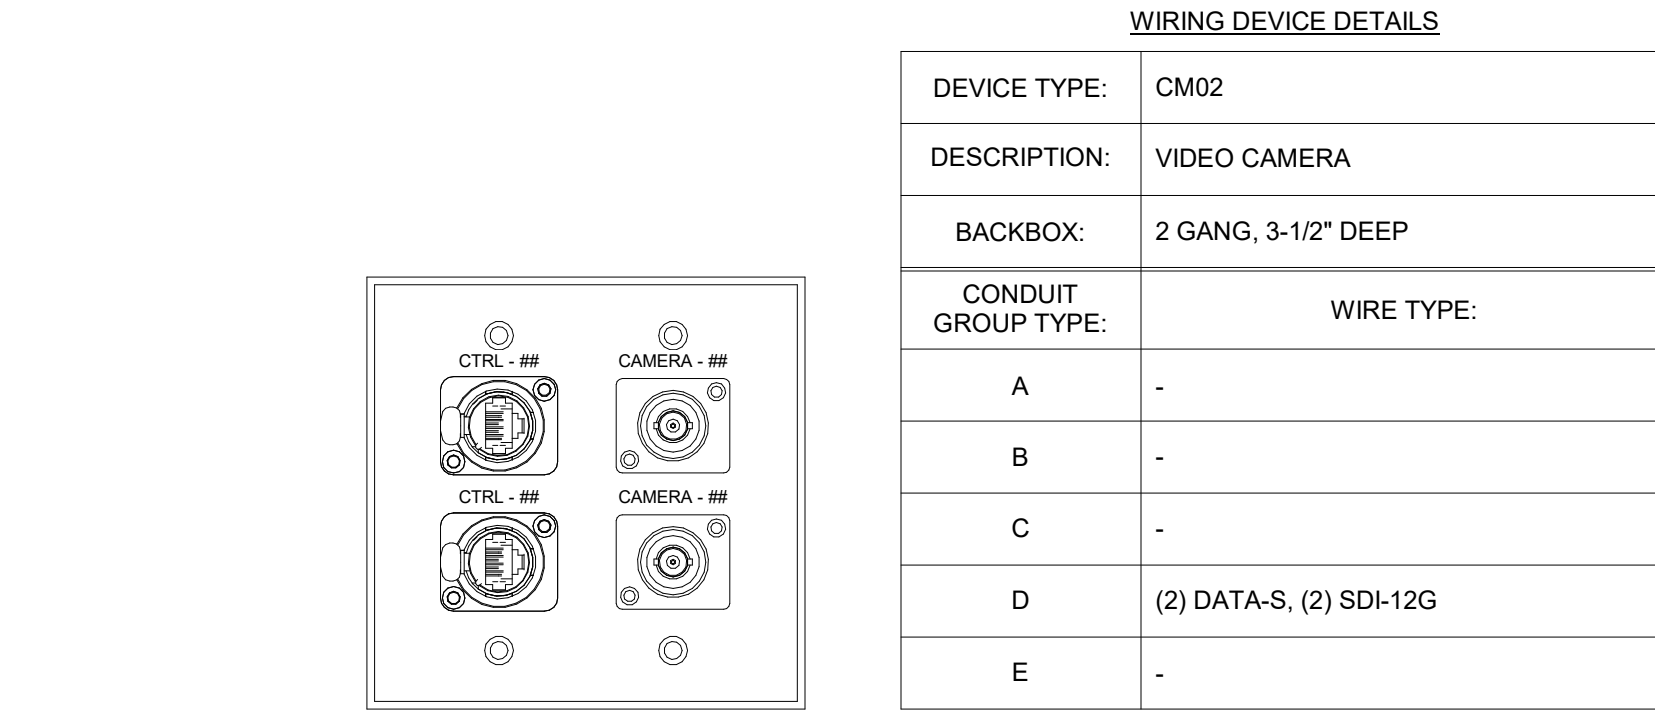 WIRING DEVICE DETAILS
DEVICE TYPE: CM02
DESCRIPTION: VIDEO CAMERA
BACKBOX: 2 GANG, 3-1/2" DEEP
CONDUIT
GROUP TYPE: WIRE TYPE:
A -
B -
C -
D (2) DATA-S, (2) SDI-12G
E -
CTRL - ## CAMERA - ##
CTRL - ## CAMERA - ##